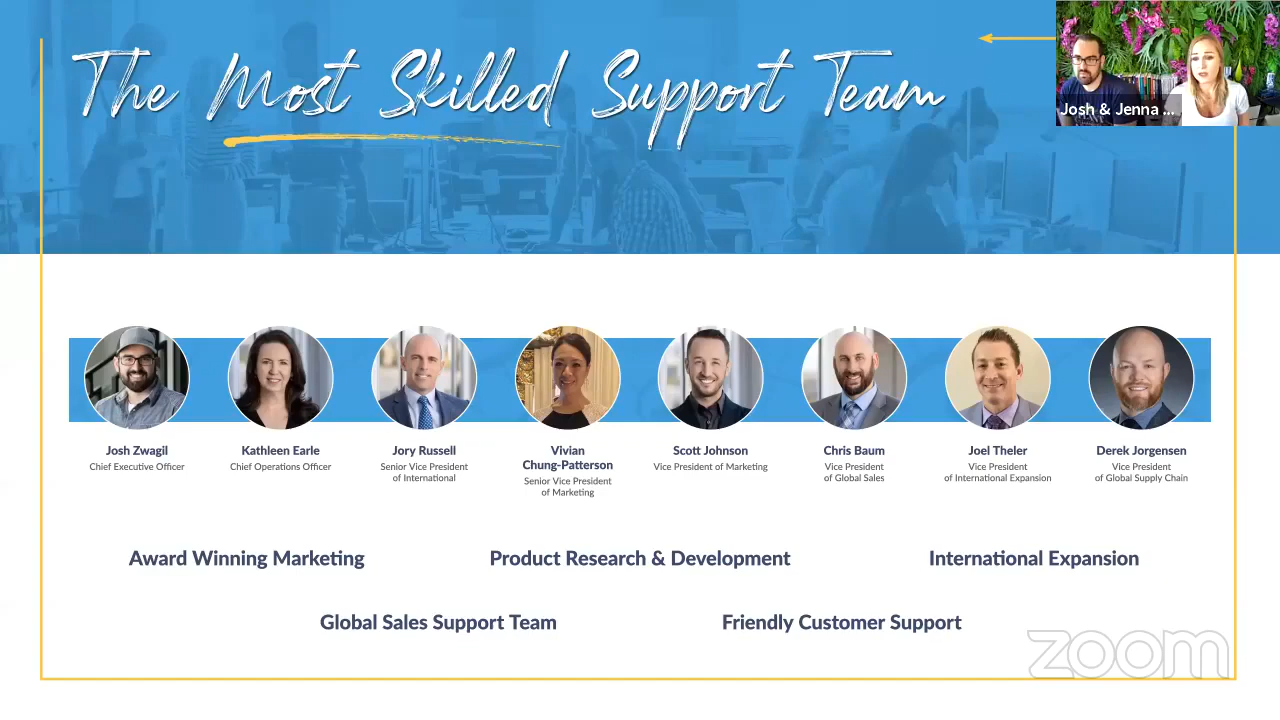 The Most Skilled Support Team
Josh & Jenna ...
Josh Zwagil
Chief Executive Officer
Kathleen Earle
Chief Operations Officer
Jory Russell
Senior Vice President
of International
Vivian
Chung-Patterson
Senior Vice President
of Marketing
Scott Johnson
Vice President of Marketing
Chris Baum
Vice President
of Global Sales
Joel Theler
Vice President
of International Expansion
Derek Jorgensen
Vice President
of Global Supply Chain
Award Winning Marketing
Product Research & Development
International Expansion
Global Sales Support Team
Friendly Customer Support
zoom